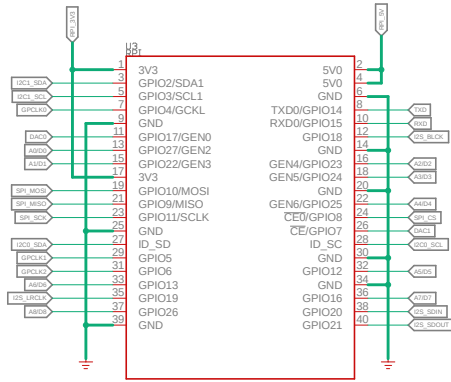 RPI_3V3
RPI_5V
U3
RPI
1 3V3 5V0 2
I2C1_SDA 3 GPIO2/SDA1 5V0 4
I2C1_SCL 5 GPIO3/SCL1 GND 6
GPCLK0 7 GPIO4/GCKL TXD0/GPIO14 8 TXD
9 GND RXD0/GPIO15 10 RXD
DAC0 11 GPIO17/GEN0 GPIO18 12 I2S_BLCK
A0/D0 13 GPIO27/GEN2 GND 14
A1/D1 15 GPIO22/GEN3 GEN4/GPIO23 16 A2/D2
17 3V3 GEN5/GPIO24 18 A3/D3
SPI_MOSI 19 GPIO10/MOSI GND 20
SPI_MISO 21 GPIO9/MISO GEN6/GPIO25 22 A4/D4
SPI_SCK 23 GPIO11/SCLK CE0/GPIO8 24 SPI_CS
25 GND CE/GPIO7 26 DAC1
I2C0_SDA 27 ID_SD ID_SC 28 I2C0_SCL
GPCLK1 29 GPIO5 GND 30
GPCLK2 31 GPIO6 GPIO12 32 A5/D5
A6/D6 33 GPIO13 GND 34
I2S_LRCLK 35 GPIO19 GPIO16 36 A7/D7
A8/D8 37 GPIO26 GPIO20 38 I2S_SDIN
39 GND GPIO21 40 I2S_SDOUT